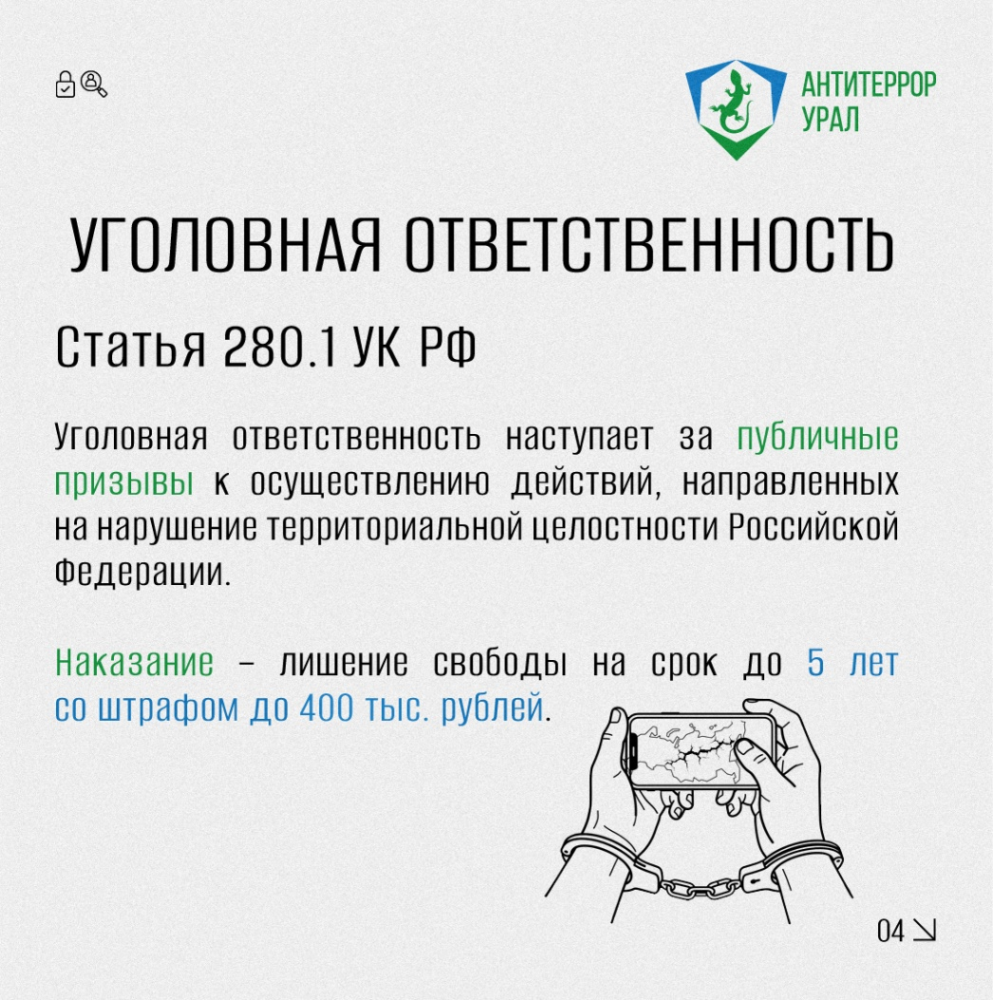 АНТИТЕРРОР
УРАЛ
УГОЛОВНАЯ ОТВЕТСТВЕННОСТЬ
Статья 280.1 УК РФ
Уголовная ответственность наступает за публичные
призывы к осуществлению действий, направленных
на нарушение территориальной целостности Российской
Федерации.
Наказание – лишение свободы на срок до 5 лет
со штрафом до 400 тыс. рублей.
04